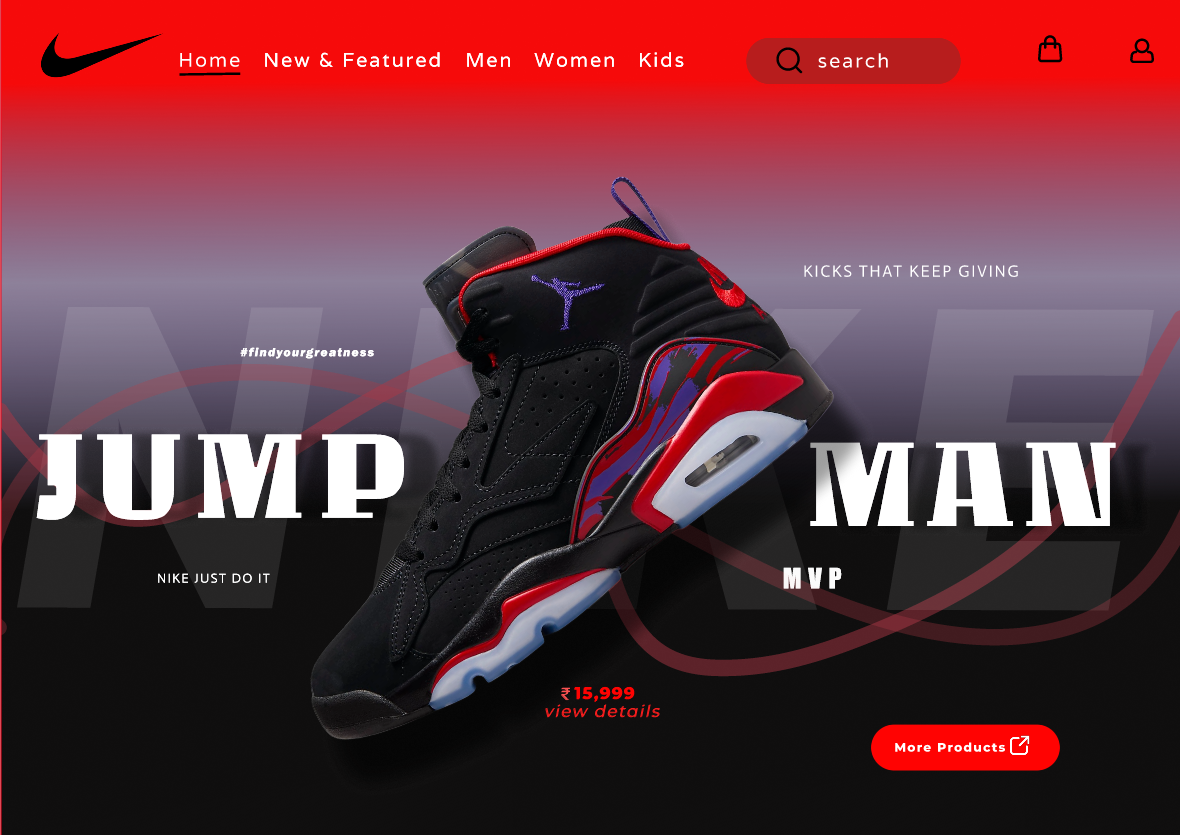 Home New & Featured Men Women Kids search
KICKS THAT KEEP GIVING
NIKE
#findyourgreatness
JUMP MAN
NIKE JUST DO IT
MVP
₹15,999
view details
More Products